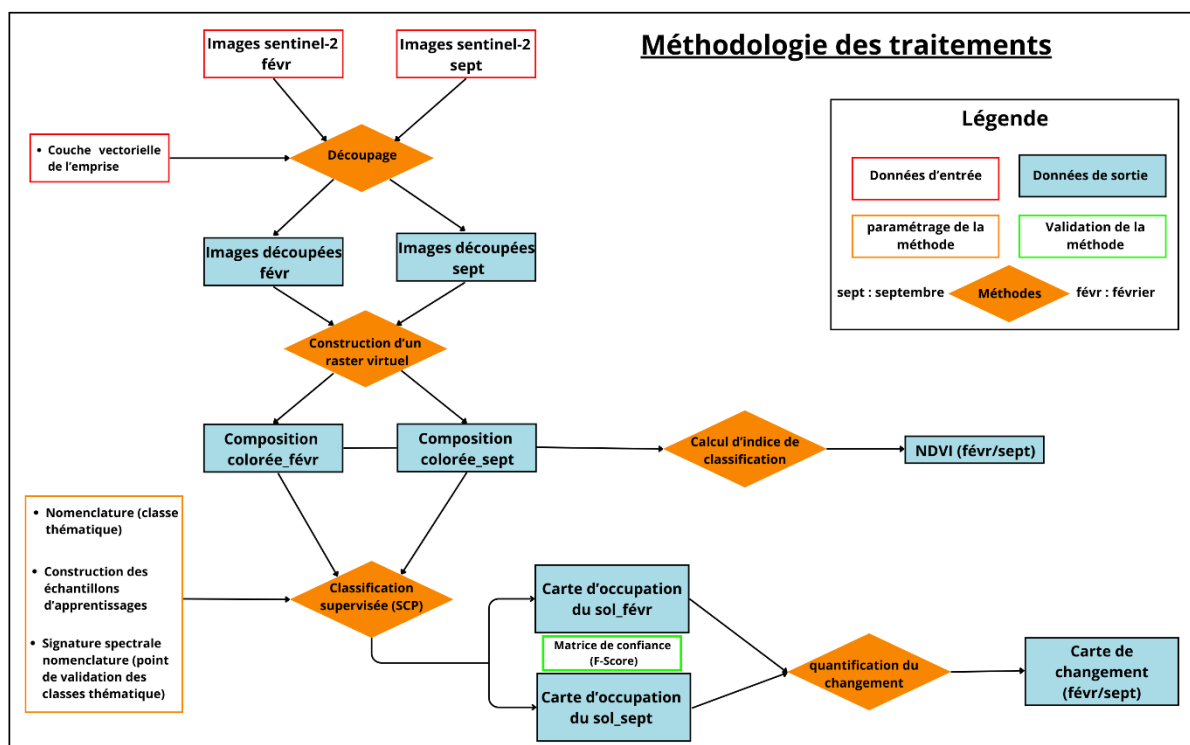 Méthodologie des traitements
Images sentinel-2
févr
Images sentinel-2
sept
Couche vectorielle
de l'emprise
Découpage
Images découpées
févr
Images découpées
sept
Construction d'un
raster virtuel
Composition
colorée_févr
Composition
colorée_sept
Calcul d'indice de
classification
NDVI (févr/sept)
Nomenclature (classe
thématique)
Construction des
échantillons
d'apprentissages
Signature spectrale
nomenclature (point
de validation des
classes thématique)
Classification
supervisée (SCP)
Carte d'occupation
du sol_févr
Matrice de confiance
(F-Score)
Carte d'occupation
du sol_sept
quantification du
changement
Carte de
changement
(févr/sept)
Légende
Données d'entrée
Données de sortie
paramétrage de la
méthode
Validation de la
méthode
sept : septembre
Méthodes
févr : février